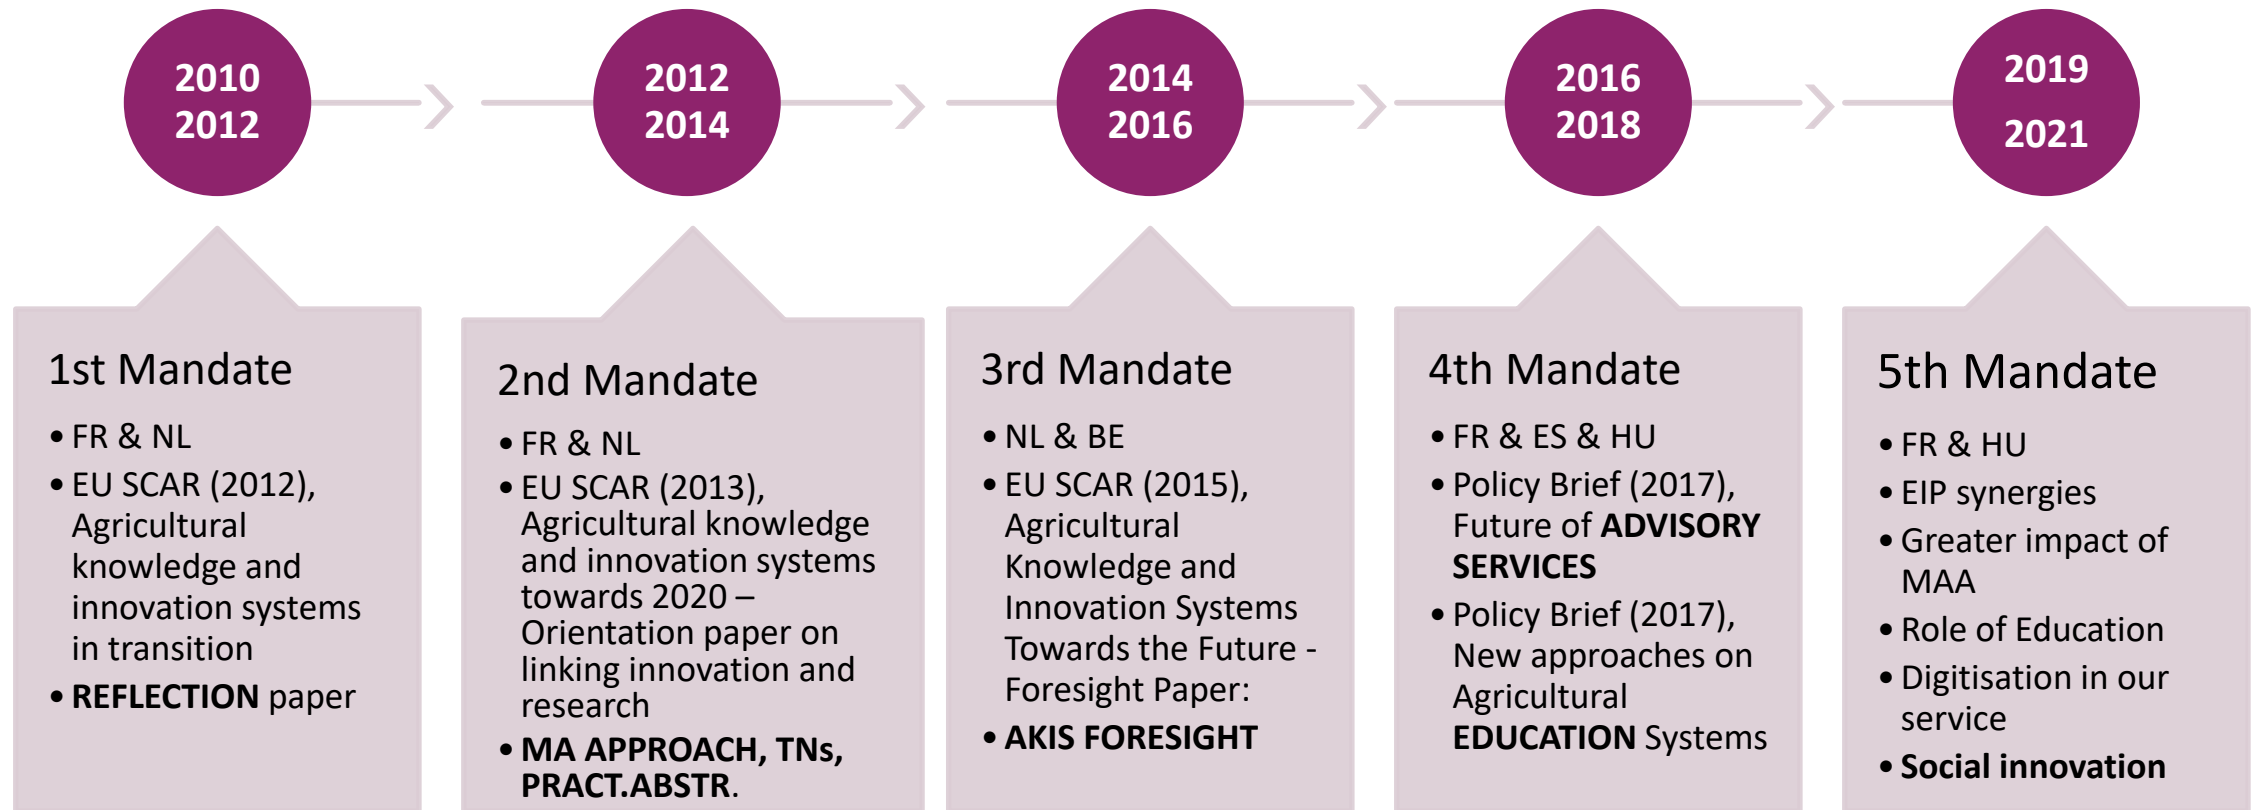 2010
2012
2012
2014
2014
2016
2016
2018
2019
2021
1st Mandate
• FR & NL
• EU SCAR (2012),
Agricultural
knowledge and
innovation systems
in transition
• REFLECTION paper
2nd Mandate
• FR & NL
• EU SCAR (2013),
Agricultural knowledge
and innovation systems
towards 2020 –
Orientation paper on
linking innovation and
research
• MA APPROACH, TNs,
PRACT.ABSTR.
3rd Mandate
• NL & BE
• EU SCAR (2015),
Agricultural
Knowledge and
Innovation Systems
Towards the Future -
Foresight Paper:
• AKIS FORESIGHT
4th Mandate
• FR & ES & HU
• Policy Brief (2017),
Future of ADVISORY
SERVICES
• Policy Brief (2017),
New approaches on
Agricultural
EDUCATION Systems
5th Mandate
• FR & HU
• EIP synergies
• Greater impact of
MAA
• Role of Education
• Digitisation in our
service
• Social innovation